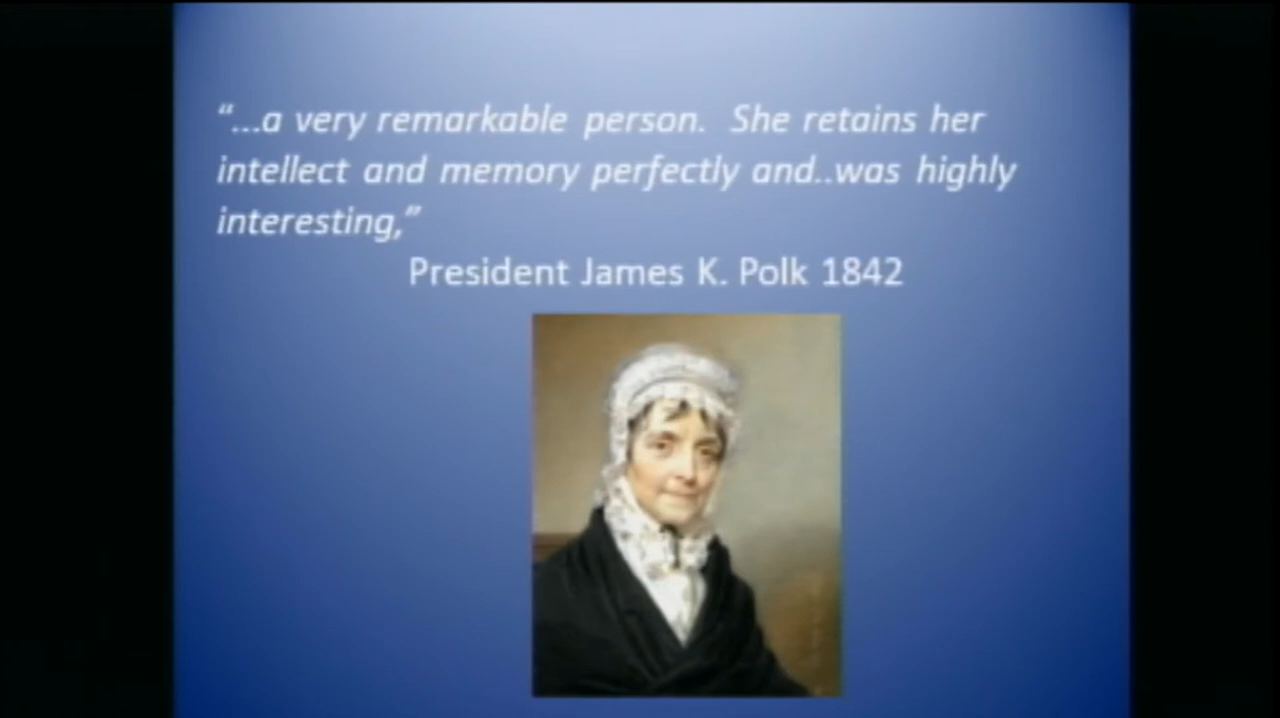 “…a very remarkable person. She retains her
intellect and memory perfectly and..was highly
interesting,”
President James K. Polk 1842